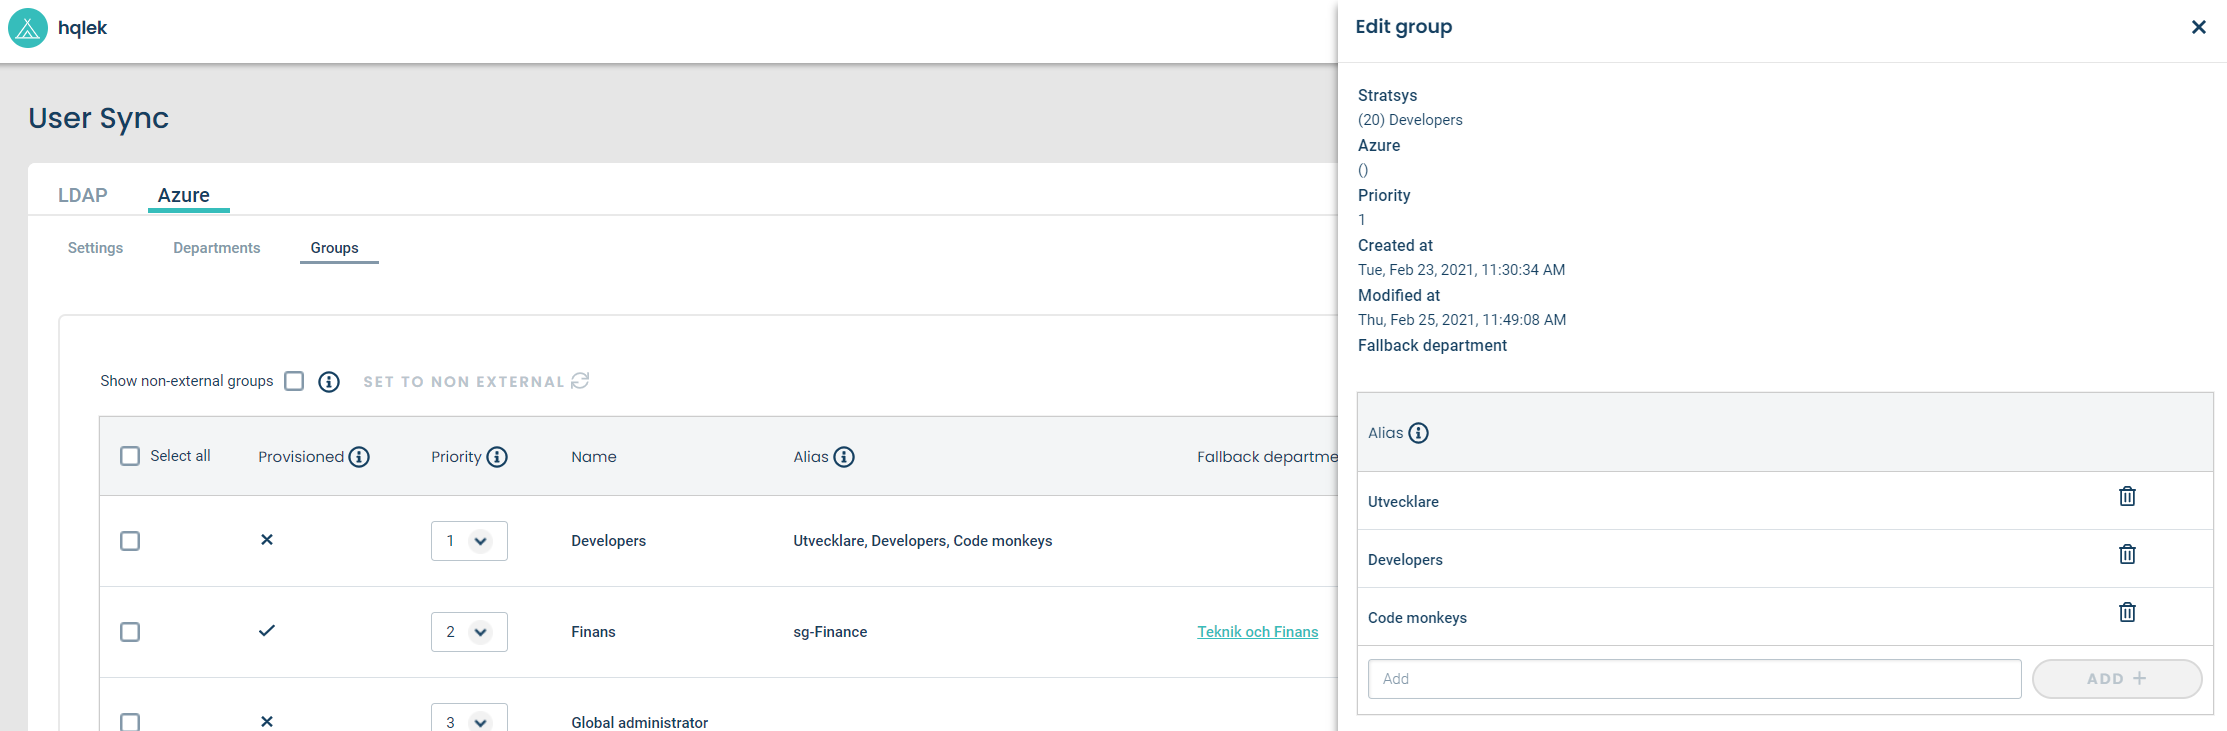 hqlek
User Sync
LDAP Azure
Settings Departments Groups
Show non-external groups SET TO NON EXTERNAL
Select all Provisioned Priority Name Alias Fallback departme
1 Developers Utvecklare, Developers, Code monkeys
2 Finans sg-Finance Teknik och Finans
3 Global administrator
Edit group
Stratsys
(20) Developers
Azure
()
Priority
1
Created at
Tue, Feb 23, 2021, 11:30:34 AM
Modified at
Thu, Feb 25, 2021, 11:49:08 AM
Fallback department
Alias
Utvecklare
Developers
Code monkeys
Add ADD +